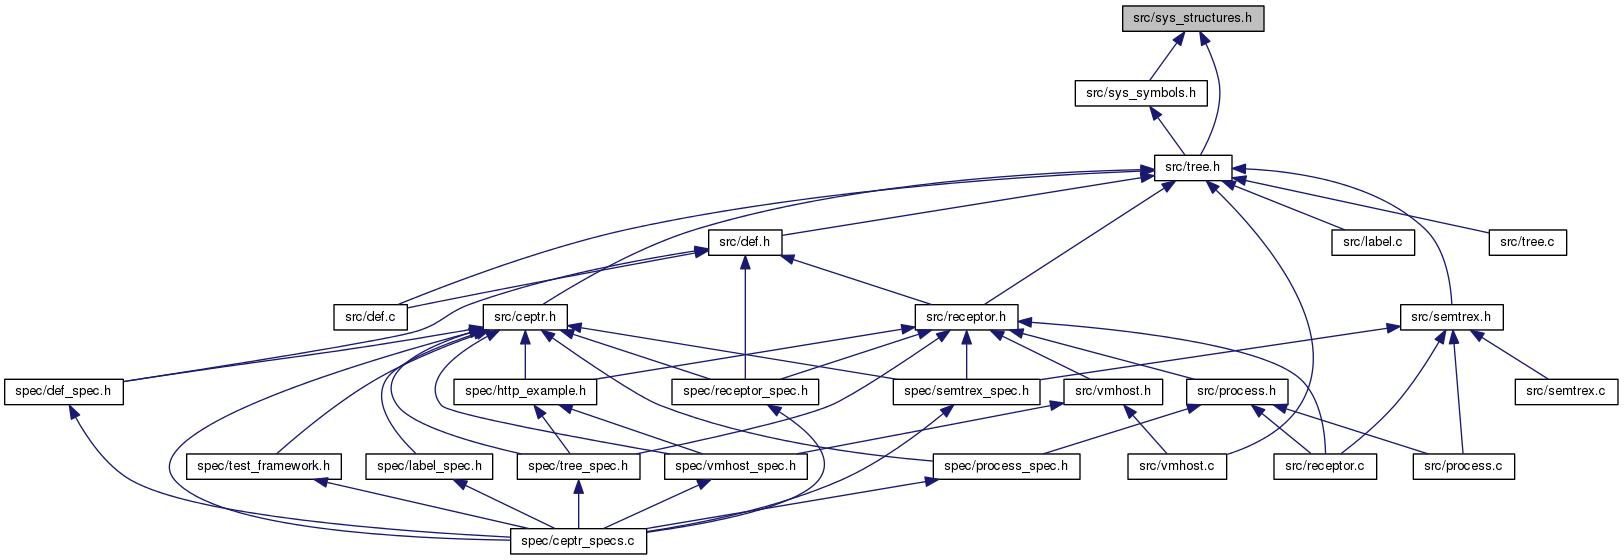 src/sys_structures.h
src/sys_symbols.h
src/tree.h
src/def.h
src/label.c
src/tree.c
src/def.c
src/ceptr.h
src/receptor.h
src/semtrex.h
spec/def_spec.h
spec/http_example.h
spec/receptor_spec.h
spec/semtrex_spec.h
src/vmhost.h
src/process.h
src/semtrex.c
spec/test_framework.h
spec/label_spec.h
spec/tree_spec.h
spec/vmhost_spec.h
spec/process_spec.h
src/vmhost.c
src/receptor.c
src/process.c
spec/ceptr_specs.c